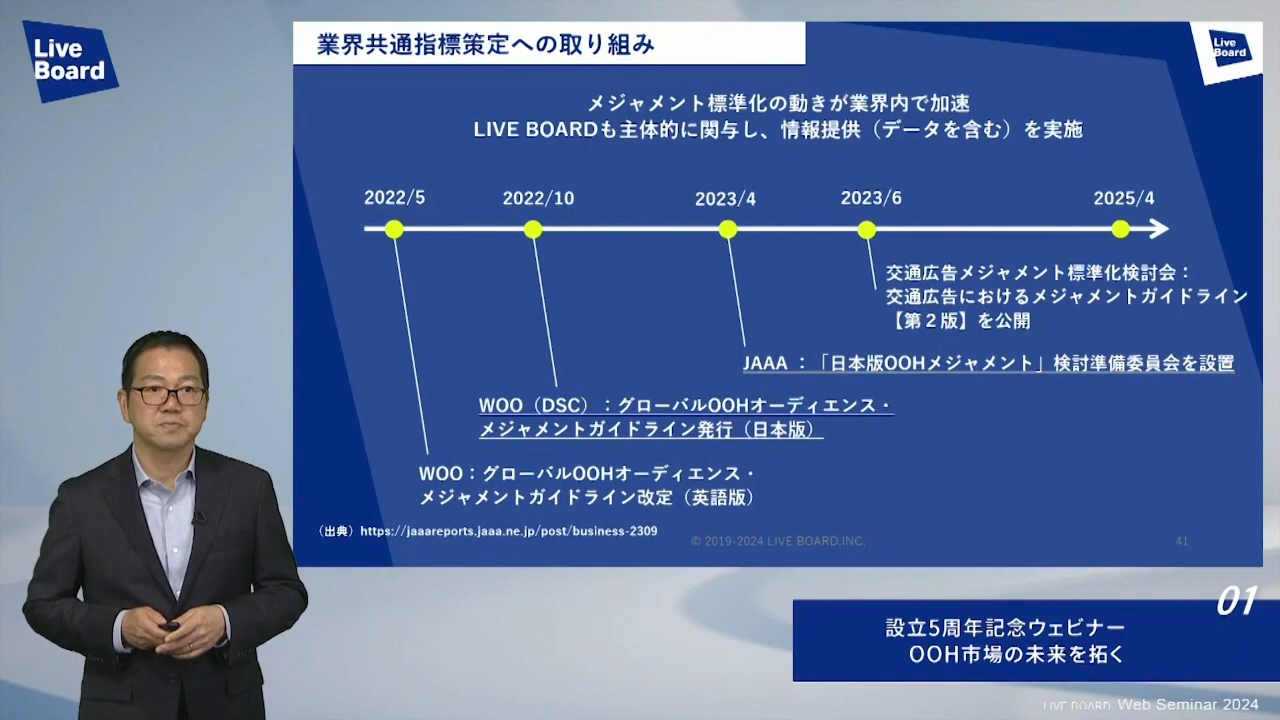 Live
Board
業界共通指標策定への取り組み
Live
Board
メジャメント標準化の動きが業界内で加速
LIVE BOARDも主体的に関与し、情報提供（データを含む）を実施
2022/5
2022/10
2023/4
2023/6
2025/4
交通広告メジャメント標準化検討会：
交通広告におけるメジャメントガイドライン
【第２版】を公開
JAAA ：「日本版OOHメジャメント」検討準備委員会を設置
WOO（DSC）：グローバルOOHオーディエンス・
メジャメントガイドライン発行（日本版）
WOO：グローバルOOHオーディエンス・
メジャメントガイドライン改定（英語版）
（出典）https://jaaareports.jaaa.ne.jp/post/business-2309
© 2019-2024 LIVE BOARD,INC.
41
01
設立5周年記念ウェビナー
OOH市場の未来を拓く
LIVE BOARD Web Seminar 2024